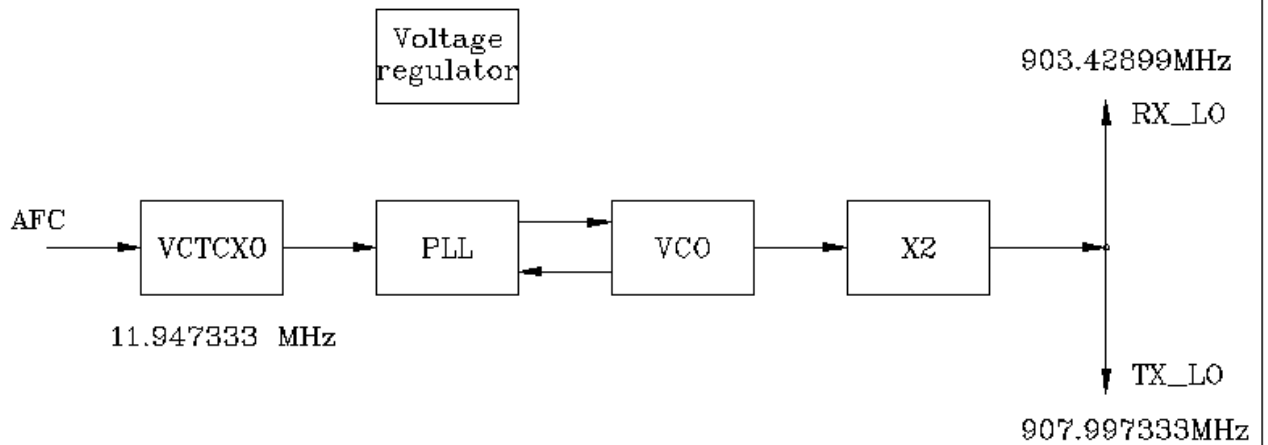 Voltage
regulator
903.42899MHz
RX_LO
AFC
VCTCXO
PLL
VCO
X2
11.947333 MHz
TX_LO
907.997333MHz